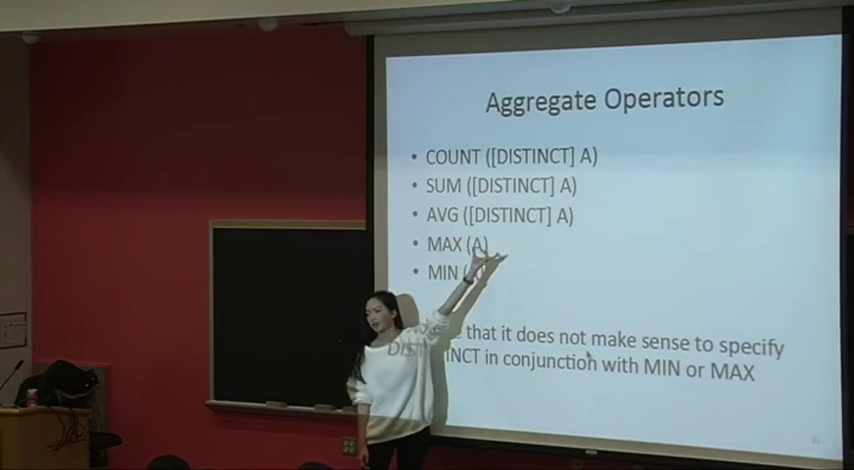 Aggregate Operators
• COUNT ([DISTINCT] A)
• SUM ([DISTINCT] A)
• AVG ([DISTINCT] A)
• MAX (A)
• MIN (A)
that it does not make sense to specify
DISTINCT in conjunction with MIN or MAX